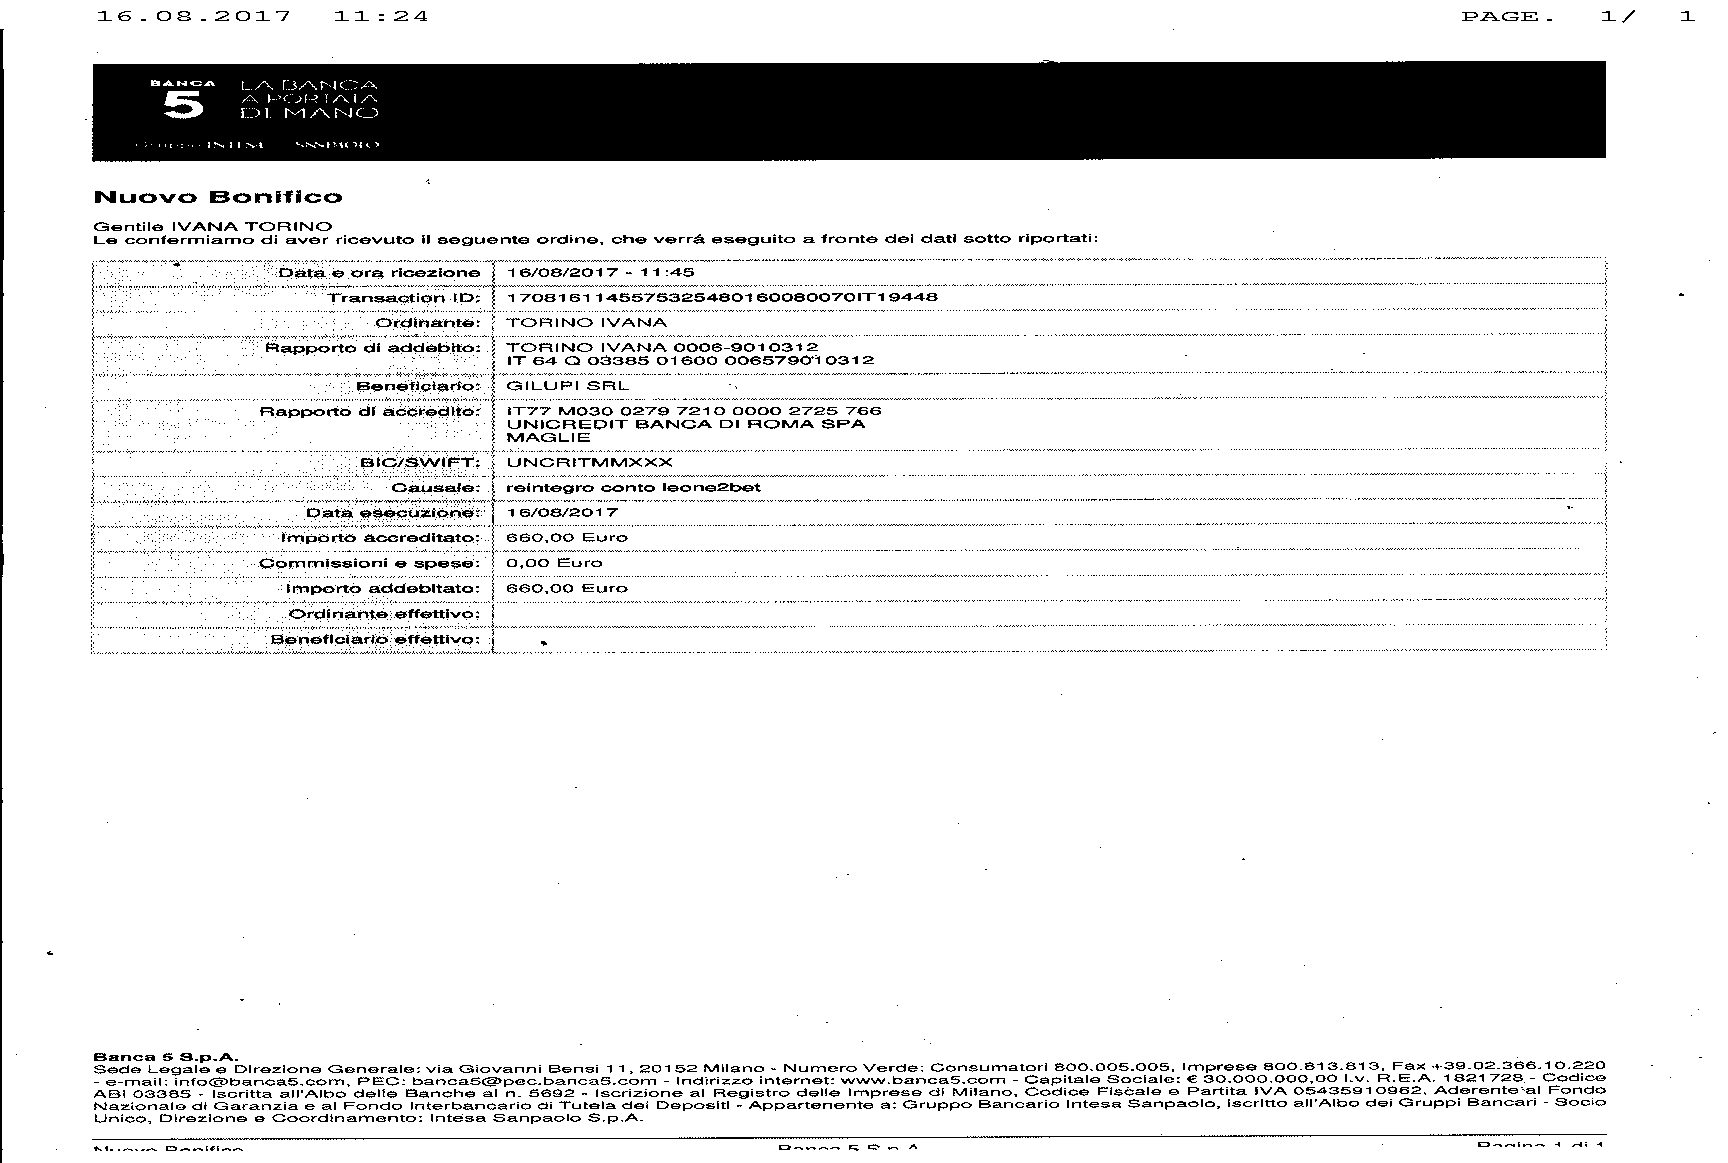 16.08.2017 11:24 PAGE. 1/ 1
BANCA 5 LA BANCA
A PORTATA
DI MANO
Gruppo INTESA SANPAOLO
Nuovo Bonifico
Gentile IVANA TORINO
Le confermiamo di aver ricevuto il seguente ordine, che verrá eseguito a fronte dei dati sotto riportati:
Data e ora ricezione 16/08/2017 - 11:45
Transaction ID: 1708161145575325480160080070IT19448
Ordinante: TORINO IVANA
Rapporto di addebito: TORINO IVANA 0006-9010312
IT 64 Q 03385 01600 006579010312
Beneficiario: GILUPI SRL
Rapporto di accredito: IT77 M030 0279 7210 0000 2725 766
UNICREDIT BANCA DI ROMA SPA
MAGLIE
BIC/SWIFT: UNCRITMMXXX
Causale: reintegro conto leone2bet
Data esecuzione: 16/08/2017
Importo accreditato: 660,00 Euro
Commissioni e spese: 0,00 Euro
Importo addebitato: 660,00 Euro
Ordinante effettivo:
Beneficiario effettivo:
Banca 5 S.p.A.
Sede Legale e Direzione Generale: via Giovanni Bensi 11, 20152 Milano - Numero Verde: Consumatori 800.005.005, Imprese 800.813.813, Fax +39.02.366.10.220
- e-mail: info@banca5.com, PEC: banca5@pec.banca5.com - Indirizzo internet: www.banca5.com - Capitale Sociale: € 30.000.000,00 i.v. R.E.A. 1821728 - Codice
ABI 03385 - Iscritta all'Albo delle Banche al n. 5692 - Iscrizione al Registro delle Imprese di Milano, Codice Fiscale e Partita IVA 05435910962, Aderente al Fondo
Nazionale di Garanzia e al Fondo Interbancario di Tutela dei Depositi - Appartenente a: Gruppo Bancario Intesa Sanpaolo, iscritto all'Albo dei Gruppi Bancari - Socio
Unico, Direzione e Coordinamento: Intesa Sanpaolo S.p.A.
Nuovo Bonifico Banca 5 S.p.A. Pagina 1 di 1